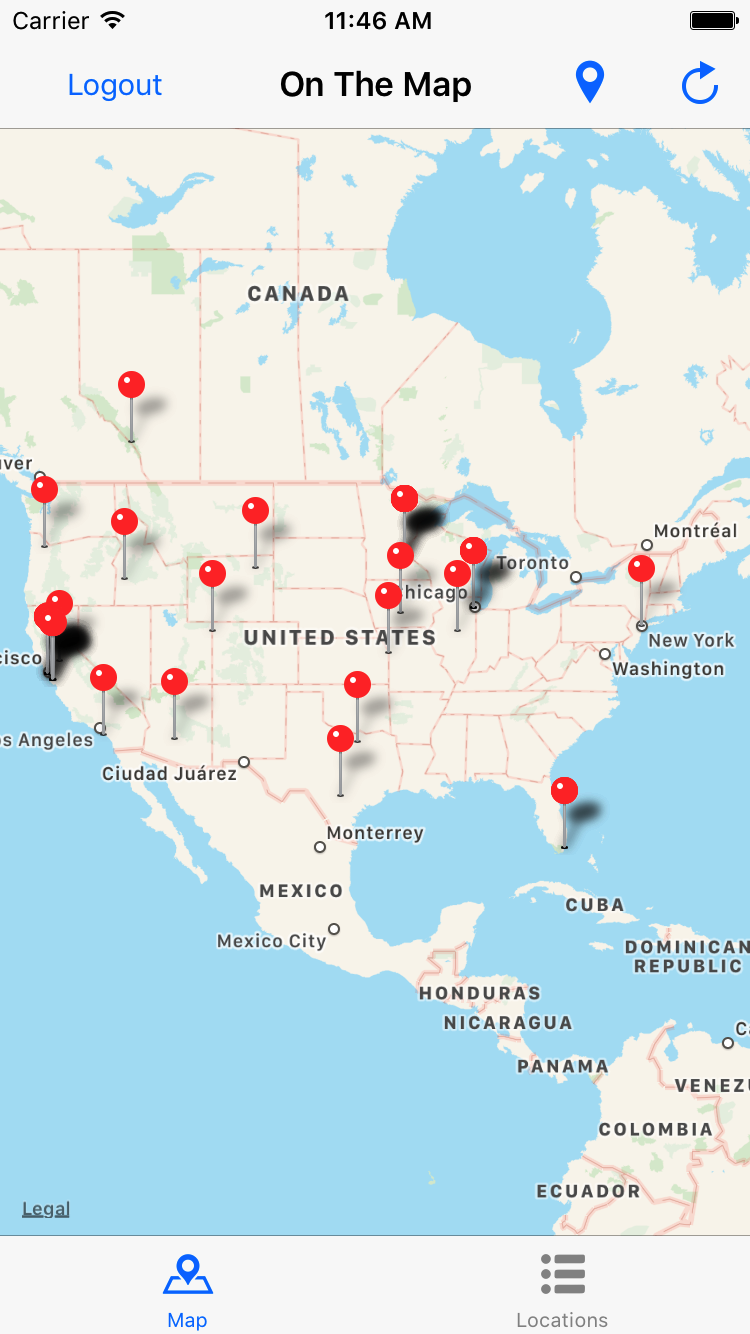 Carrier 11:46 AM
Logout On The Map
CANADA
ver
Montréal
Toronto
hicago
UNITED STATES
New York
cisco
Washington
os Angeles
Ciudad Juárez
Monterrey
MEXICO
CUBA
Mexico City
DOMINICAN
REPUBLIC
HONDURAS
NICARAGUA
Ca
PANAMA
VENEZU
COLOMBIA
ECUADOR
Legal
Map Locations